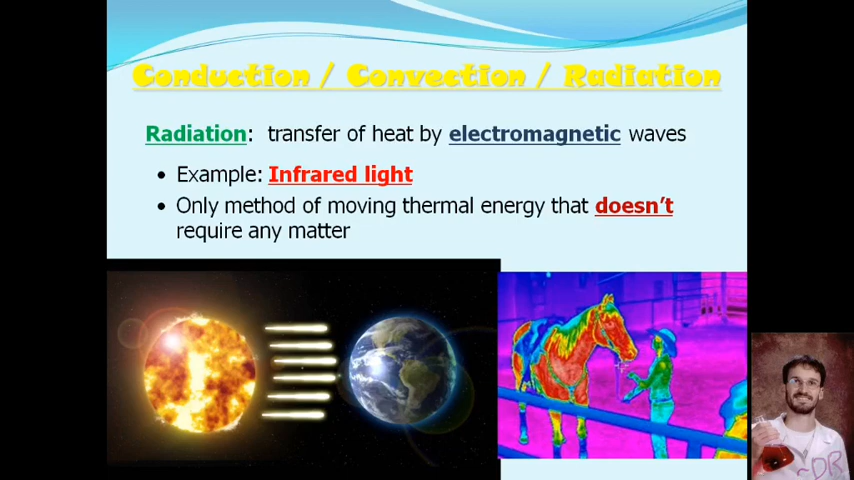 Conduction / Convection / Radiation
Radiation: transfer of heat by electromagnetic waves
• Example: Infrared light
• Only method of moving thermal energy that doesn't
require any matter
~DR